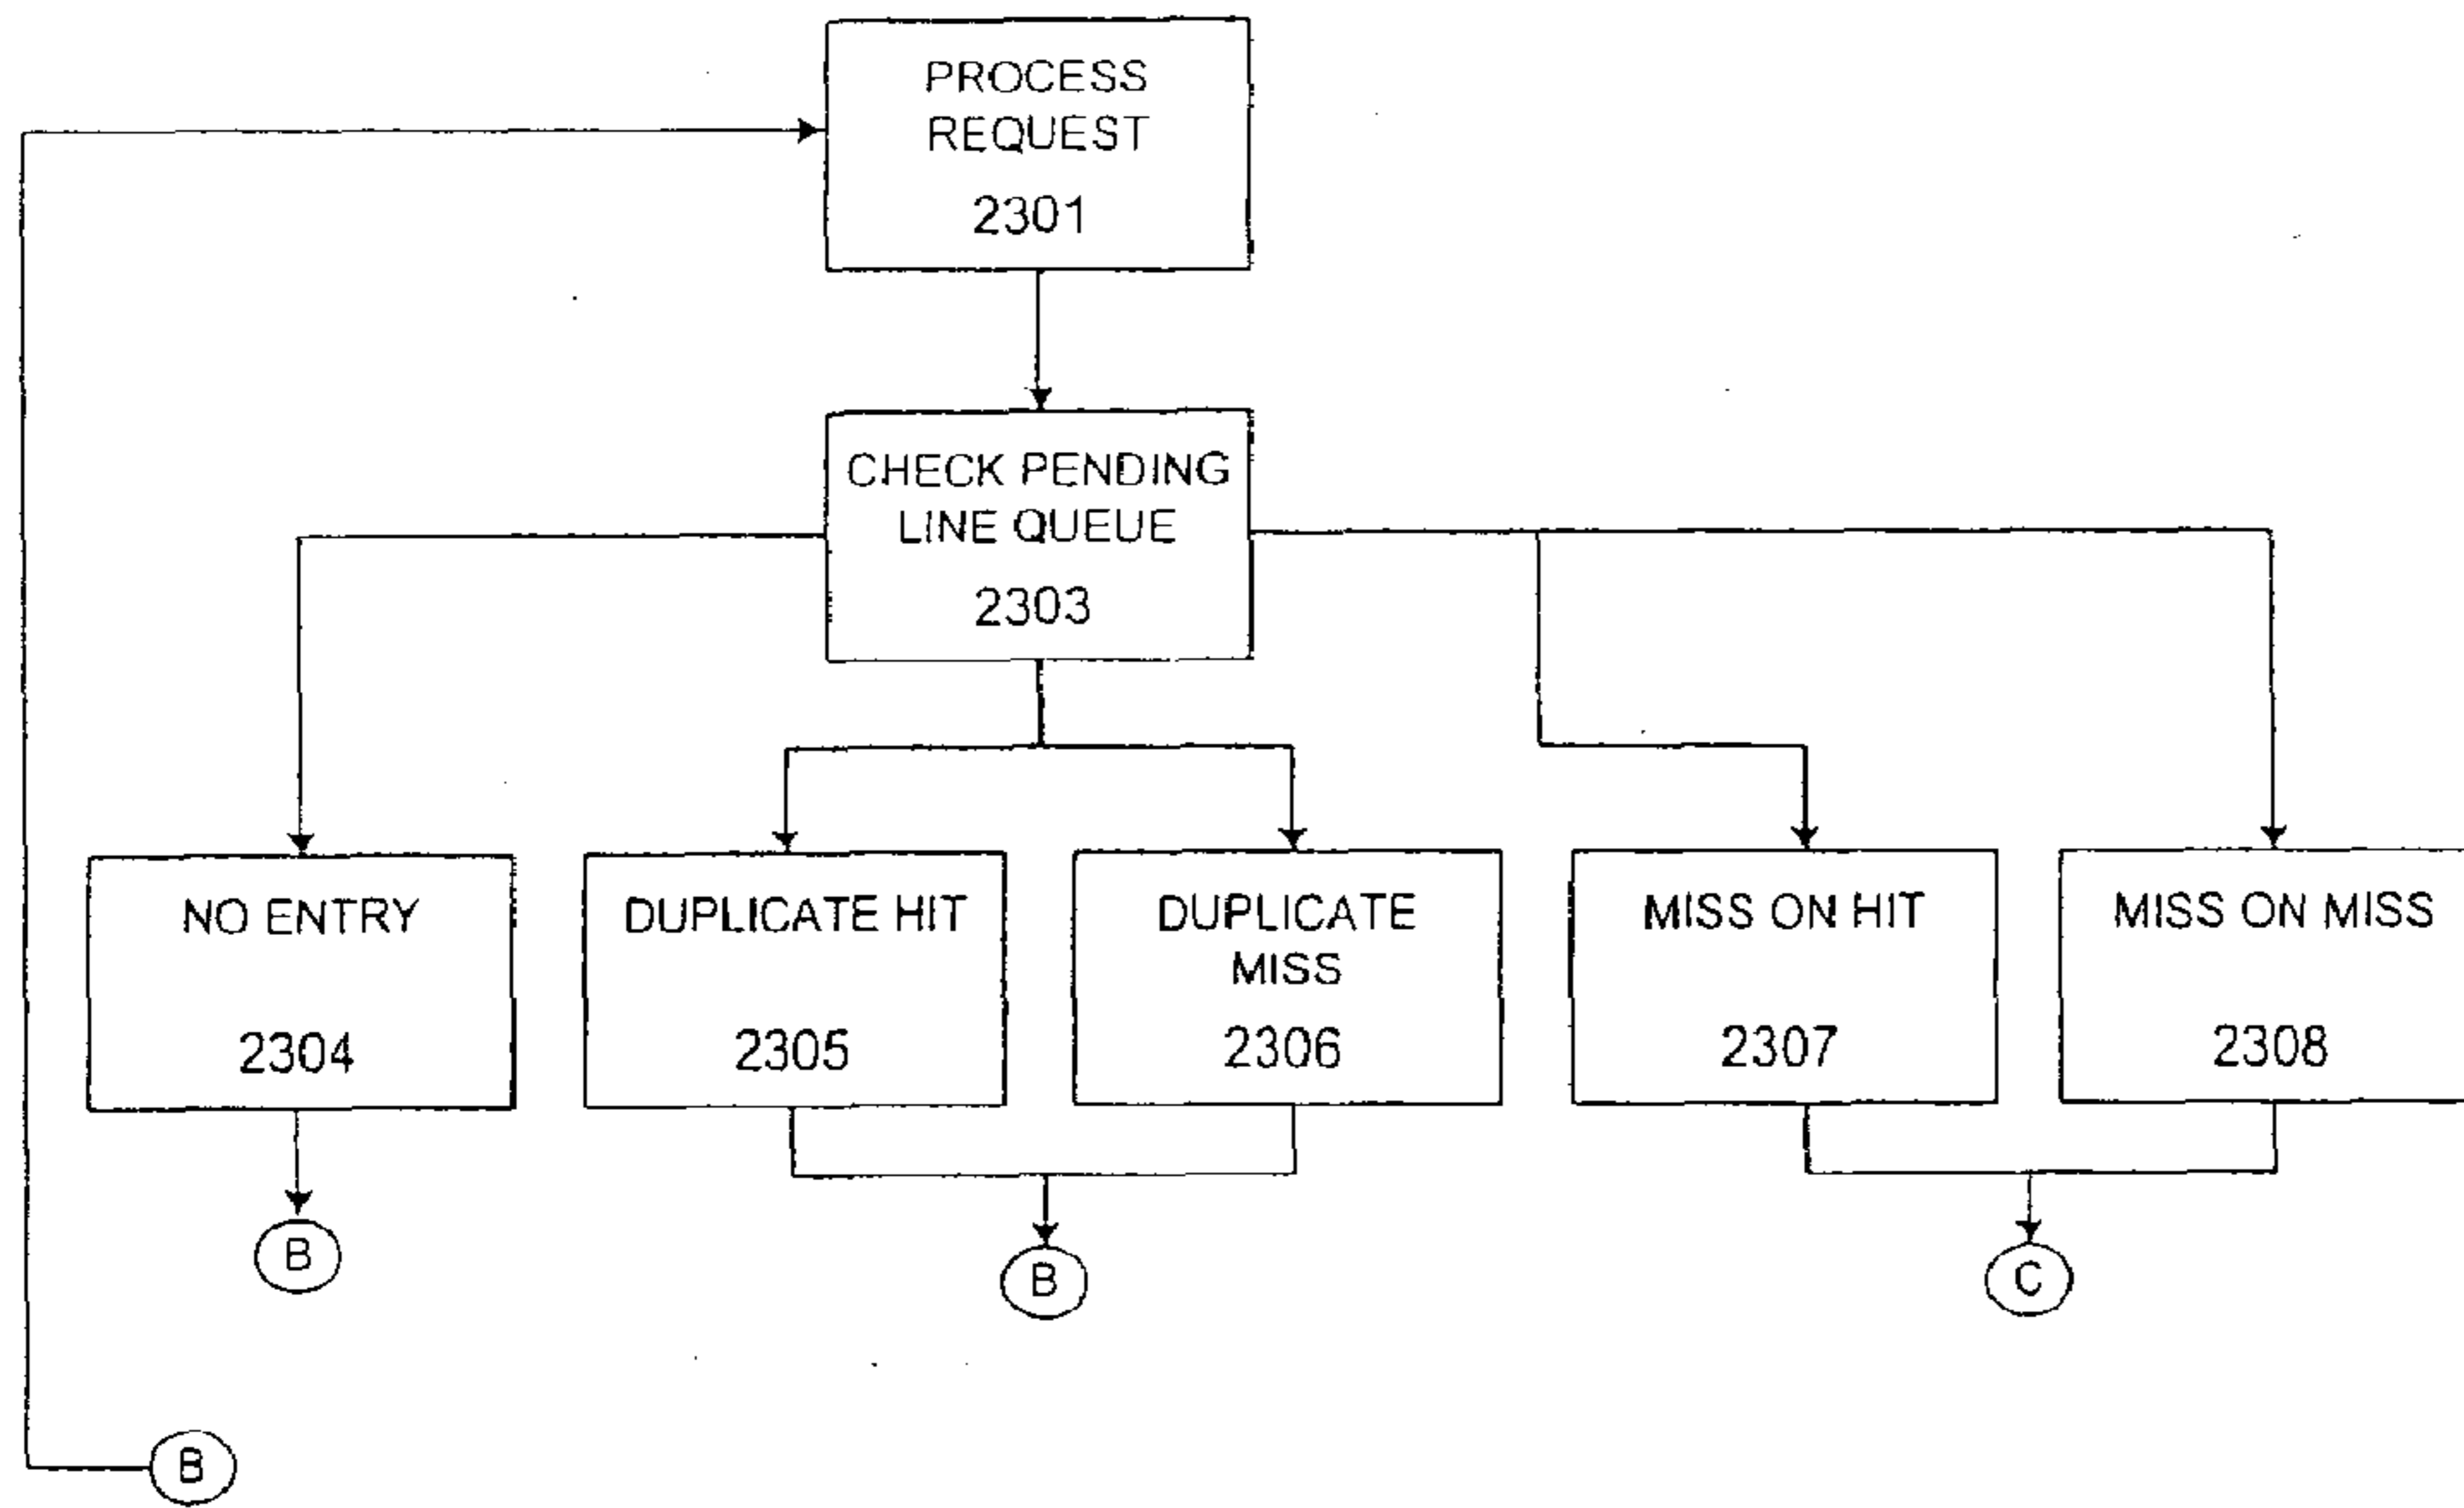 PROCESS
REQUEST
2301
CHECK PENDING
LINE QUEUE
2303
NO ENTRY
2304
DUPLICATE HIT
2305
DUPLICATE
MISS
2306
MISS ON HIT
2307
MISS ON MISS
2308
B
B
C
B